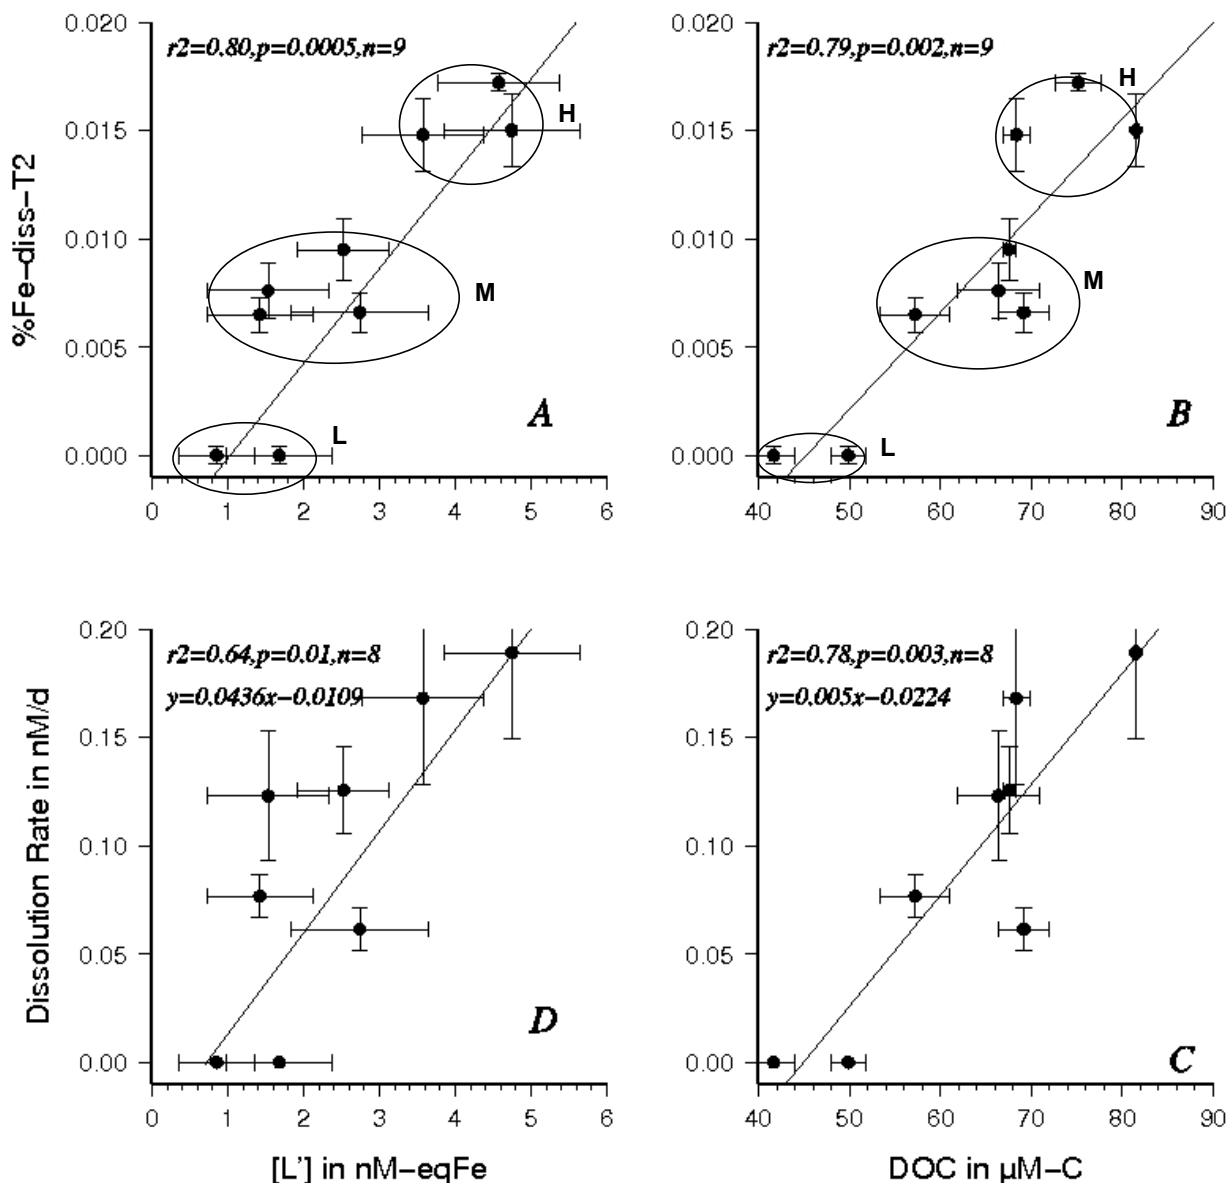 r2=0.80,p=0.0005,n=9
%Fe–diss–T2
0.020
0.015
0.010
0.005
0.000
H
M
L
A
0 1 2 3 4 5 6
r2=0.79,p=0.002,n=9
0.020
0.015
0.010
0.005
0.000
H
M
L
B
40 50 60 70 80 90
r2=0.64,p=0.01,n=8
y=0.0436x–0.0109
Dissolution Rate in nM/d
0.20
0.15
0.10
0.05
0.00
D
0 1 2 3 4 5 6
[L'] in nM–eqFe
r2=0.78,p=0.003,n=8
y=0.005x–0.0224
0.20
0.15
0.10
0.05
0.00
C
40 50 60 70 80 90
DOC in µM–C